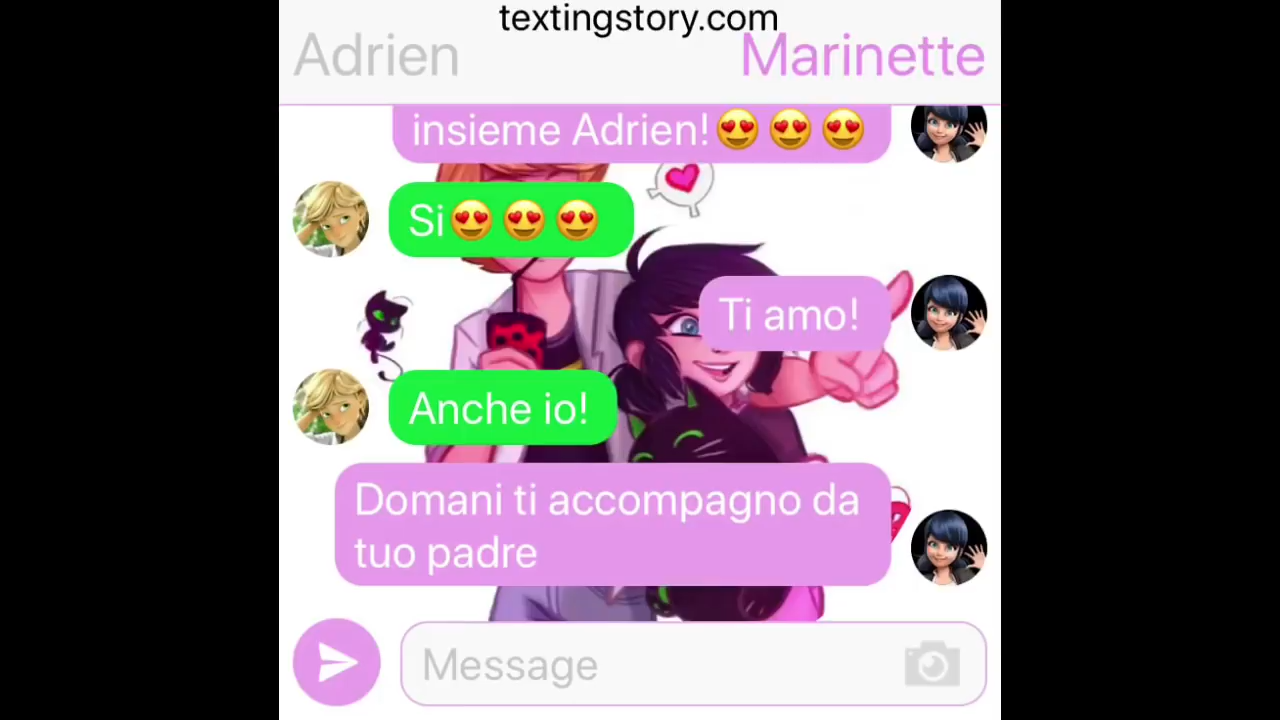 textingstory.com
Adrien
Marinette
insieme Adrien!😍😍😍
Si😍😍😍
Ti amo!
Anche io!
Domani ti accompagno da
tuo padre
Message